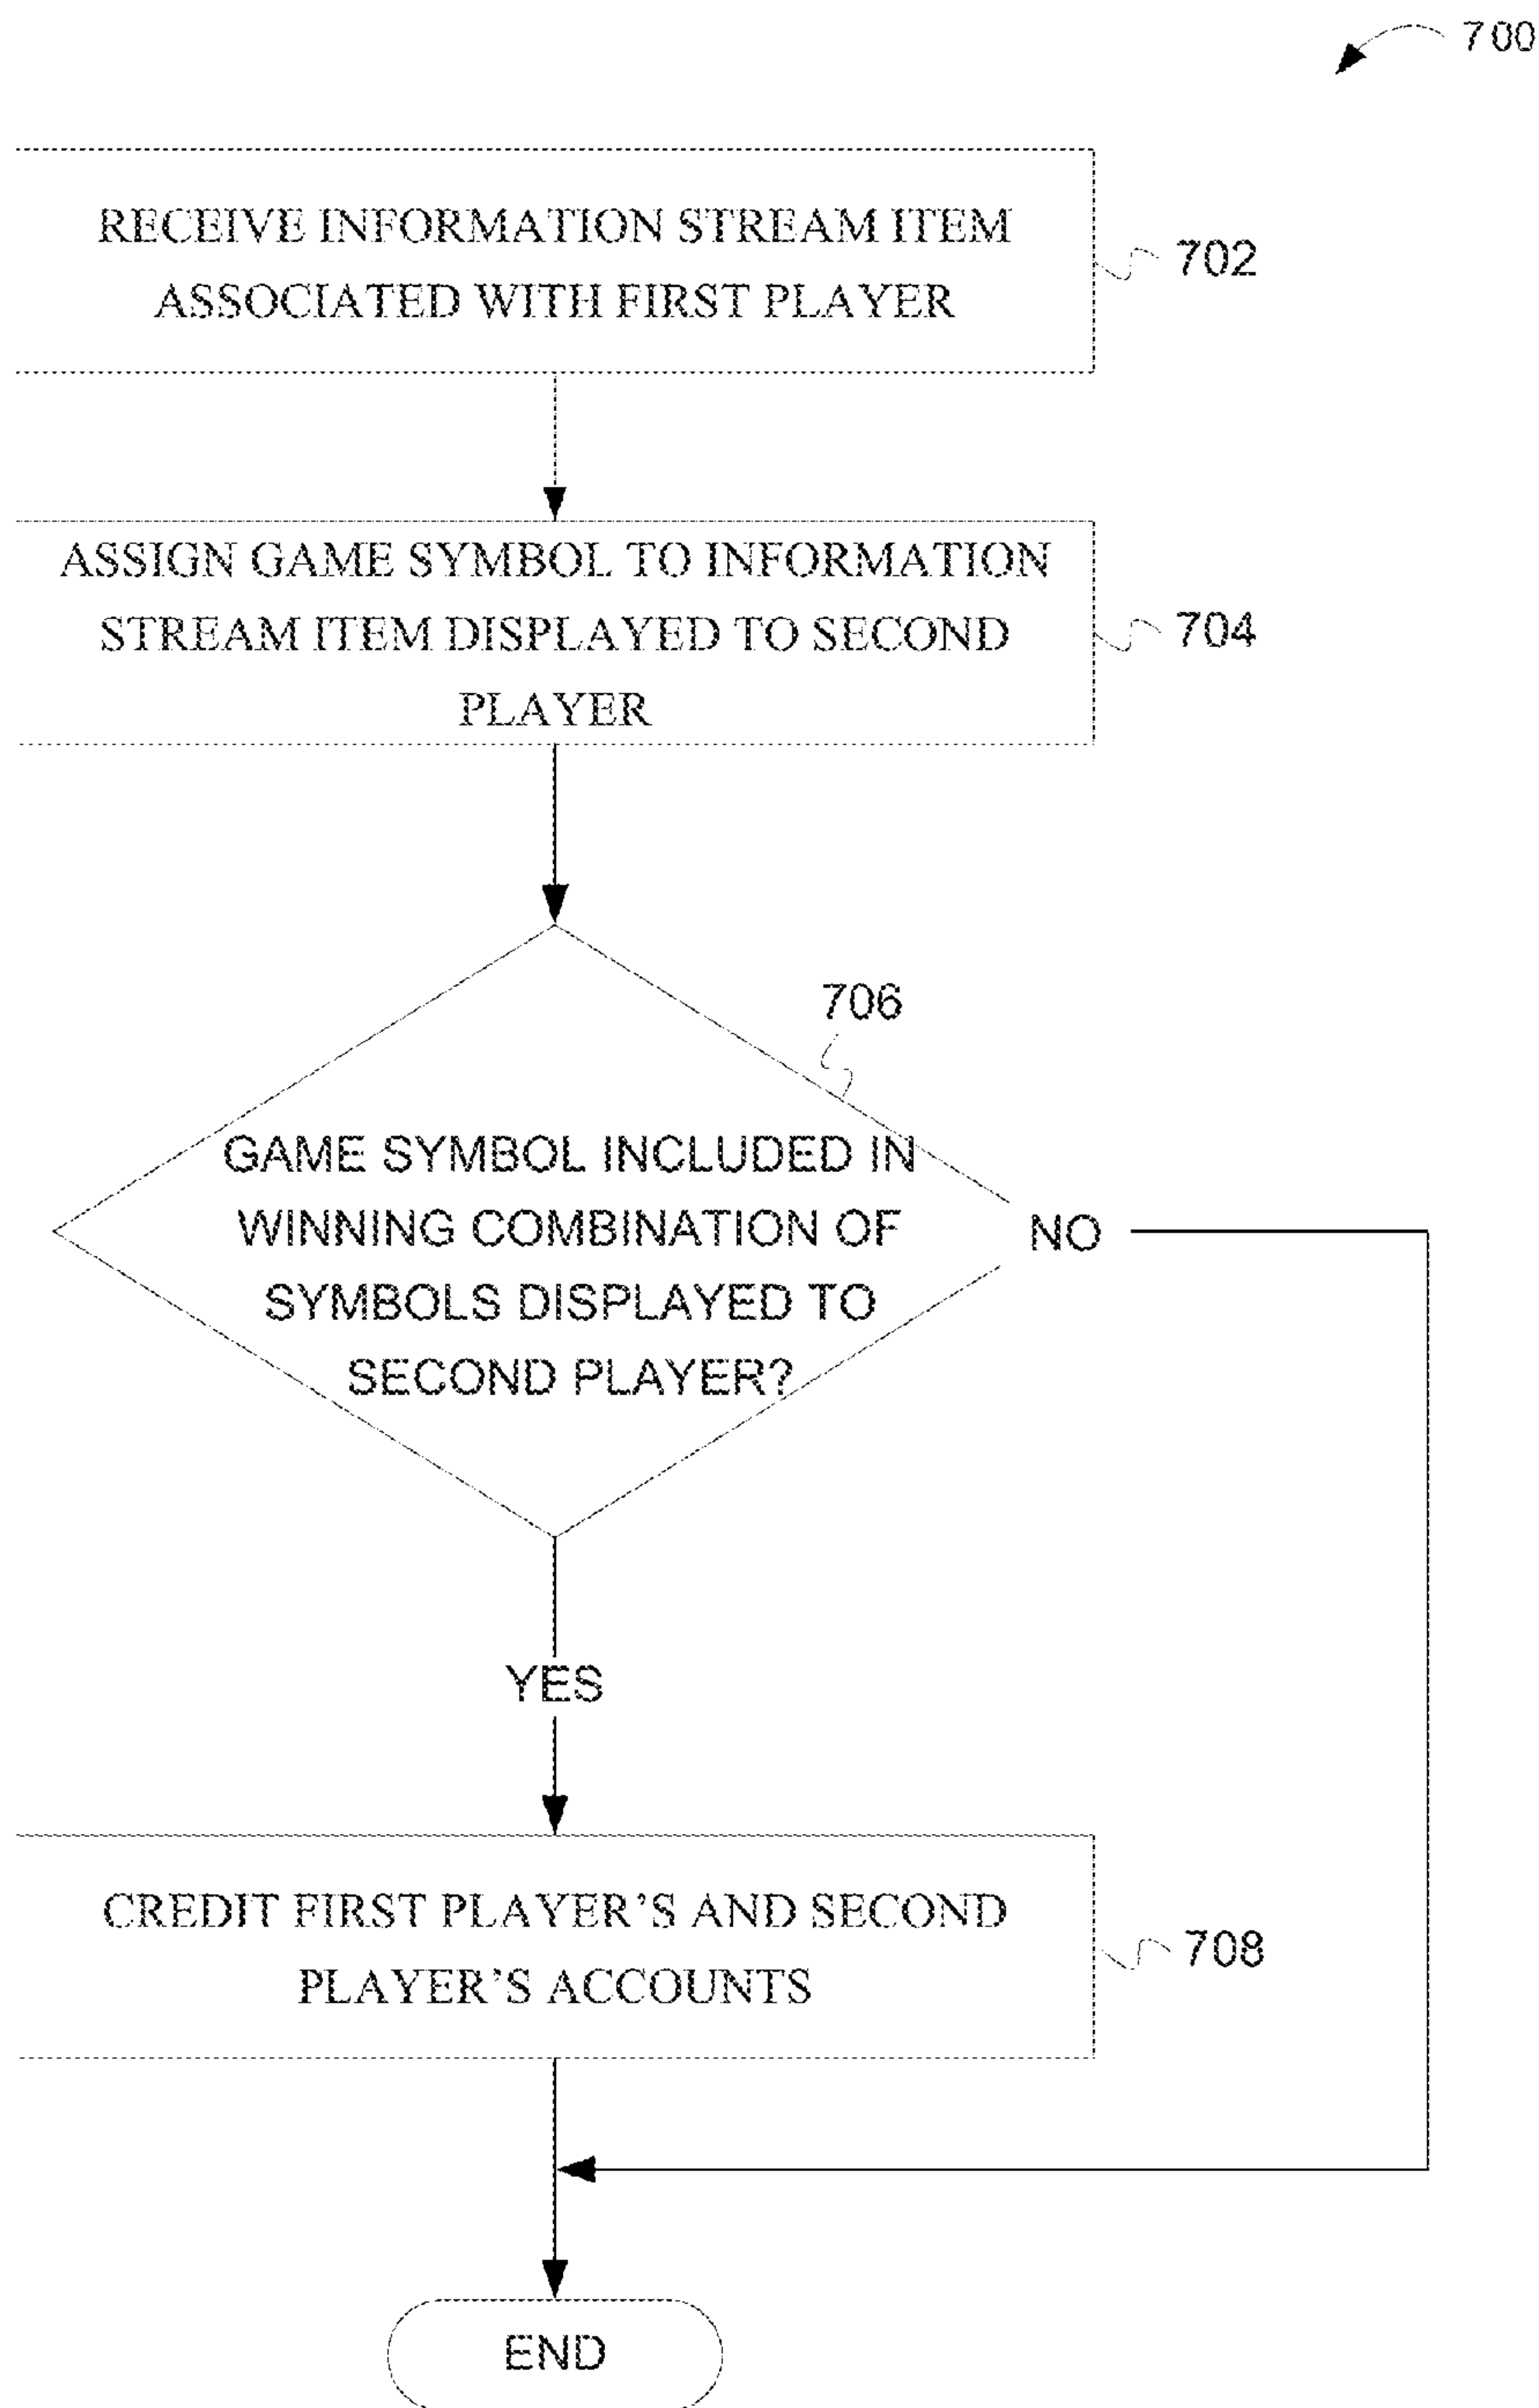 700
RECEIVE INFORMATION STREAM ITEM
ASSOCIATED WITH FIRST PLAYER
702
ASSIGN GAME SYMBOL TO INFORMATION
STREAM ITEM DISPLAYED TO SECOND
PLAYER
704
706
GAME SYMBOL INCLUDED IN
WINNING COMBINATION OF
SYMBOLS DISPLAYED TO
SECOND PLAYER?
NO
YES
CREDIT FIRST PLAYER’S AND SECOND
PLAYER’S ACCOUNTS
708
END